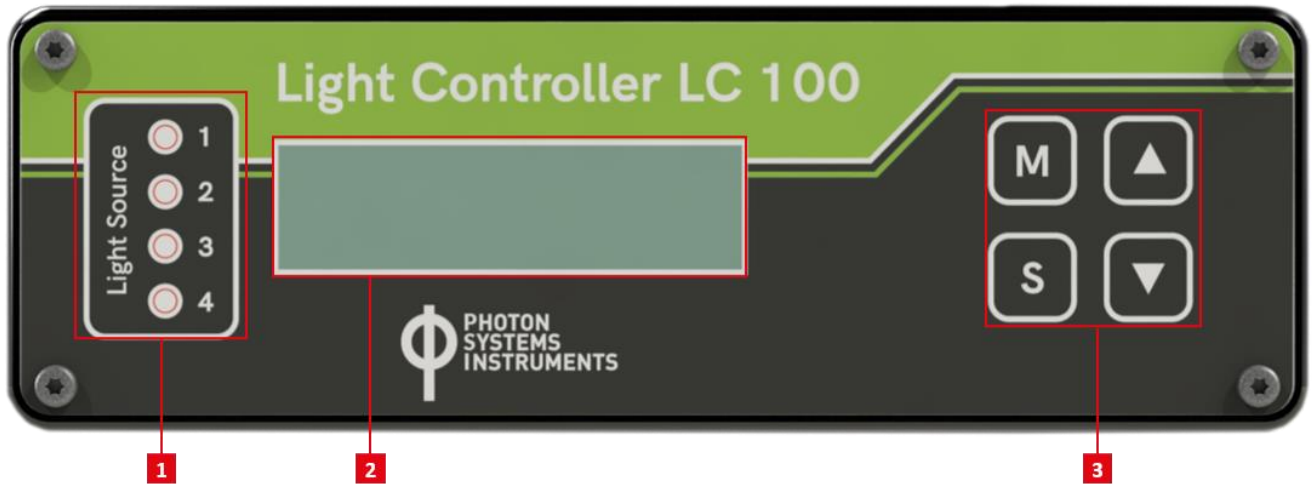 Light Controller LC 100
Light Source
1
2
3
4
M
▲
S
▼
PHOTON
SYSTEMS
INSTRUMENTS
1
2
3